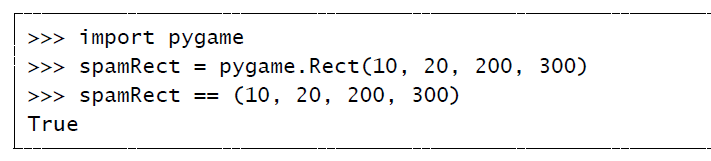 >>> import pygame
>>> spamRect = pygame.Rect(10, 20, 200, 300)
>>> spamRect == (10, 20, 200, 300)
True